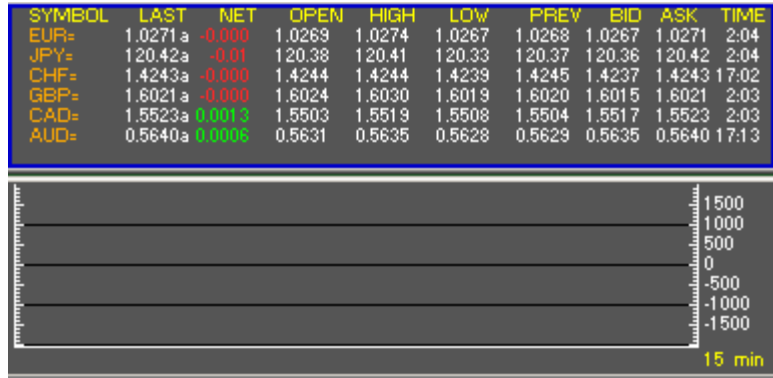 SYMBOL LAST NET OPEN HIGH LOW PREV BID ASK TIME
EUR= 1.0271a -0.000 1.0269 1.0274 1.0267 1.0268 1.0267 1.0271 2:04
JPY= 120.42a -0.01 120.38 120.41 120.33 120.37 120.36 120.42 2:04
CHF= 1.4243a -0.000 1.4244 1.4244 1.4239 1.4245 1.4237 1.4243 17:02
GBP= 1.6021a -0.000 1.6024 1.6030 1.6019 1.6020 1.6015 1.6021 2:03
CAD= 1.5523a 0.0013 1.5503 1.5519 1.5508 1.5504 1.5517 1.5523 2:03
AUD= 0.5640a 0.0006 0.5631 0.5635 0.5628 0.5629 0.5635 0.5640 17:13
1500
1000
500
0
-500
-1000
-1500
15 min